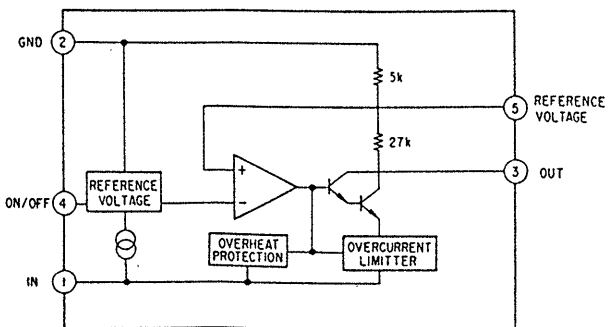 GND 2
5k
5 REFERENCE
VOLTAGE
27k
3 OUT
+
REFERENCE
VOLTAGE
ON/OFF 4
-
OVERHEAT
PROTECTION
OVERCURRENT
LIMITTER
IN 1